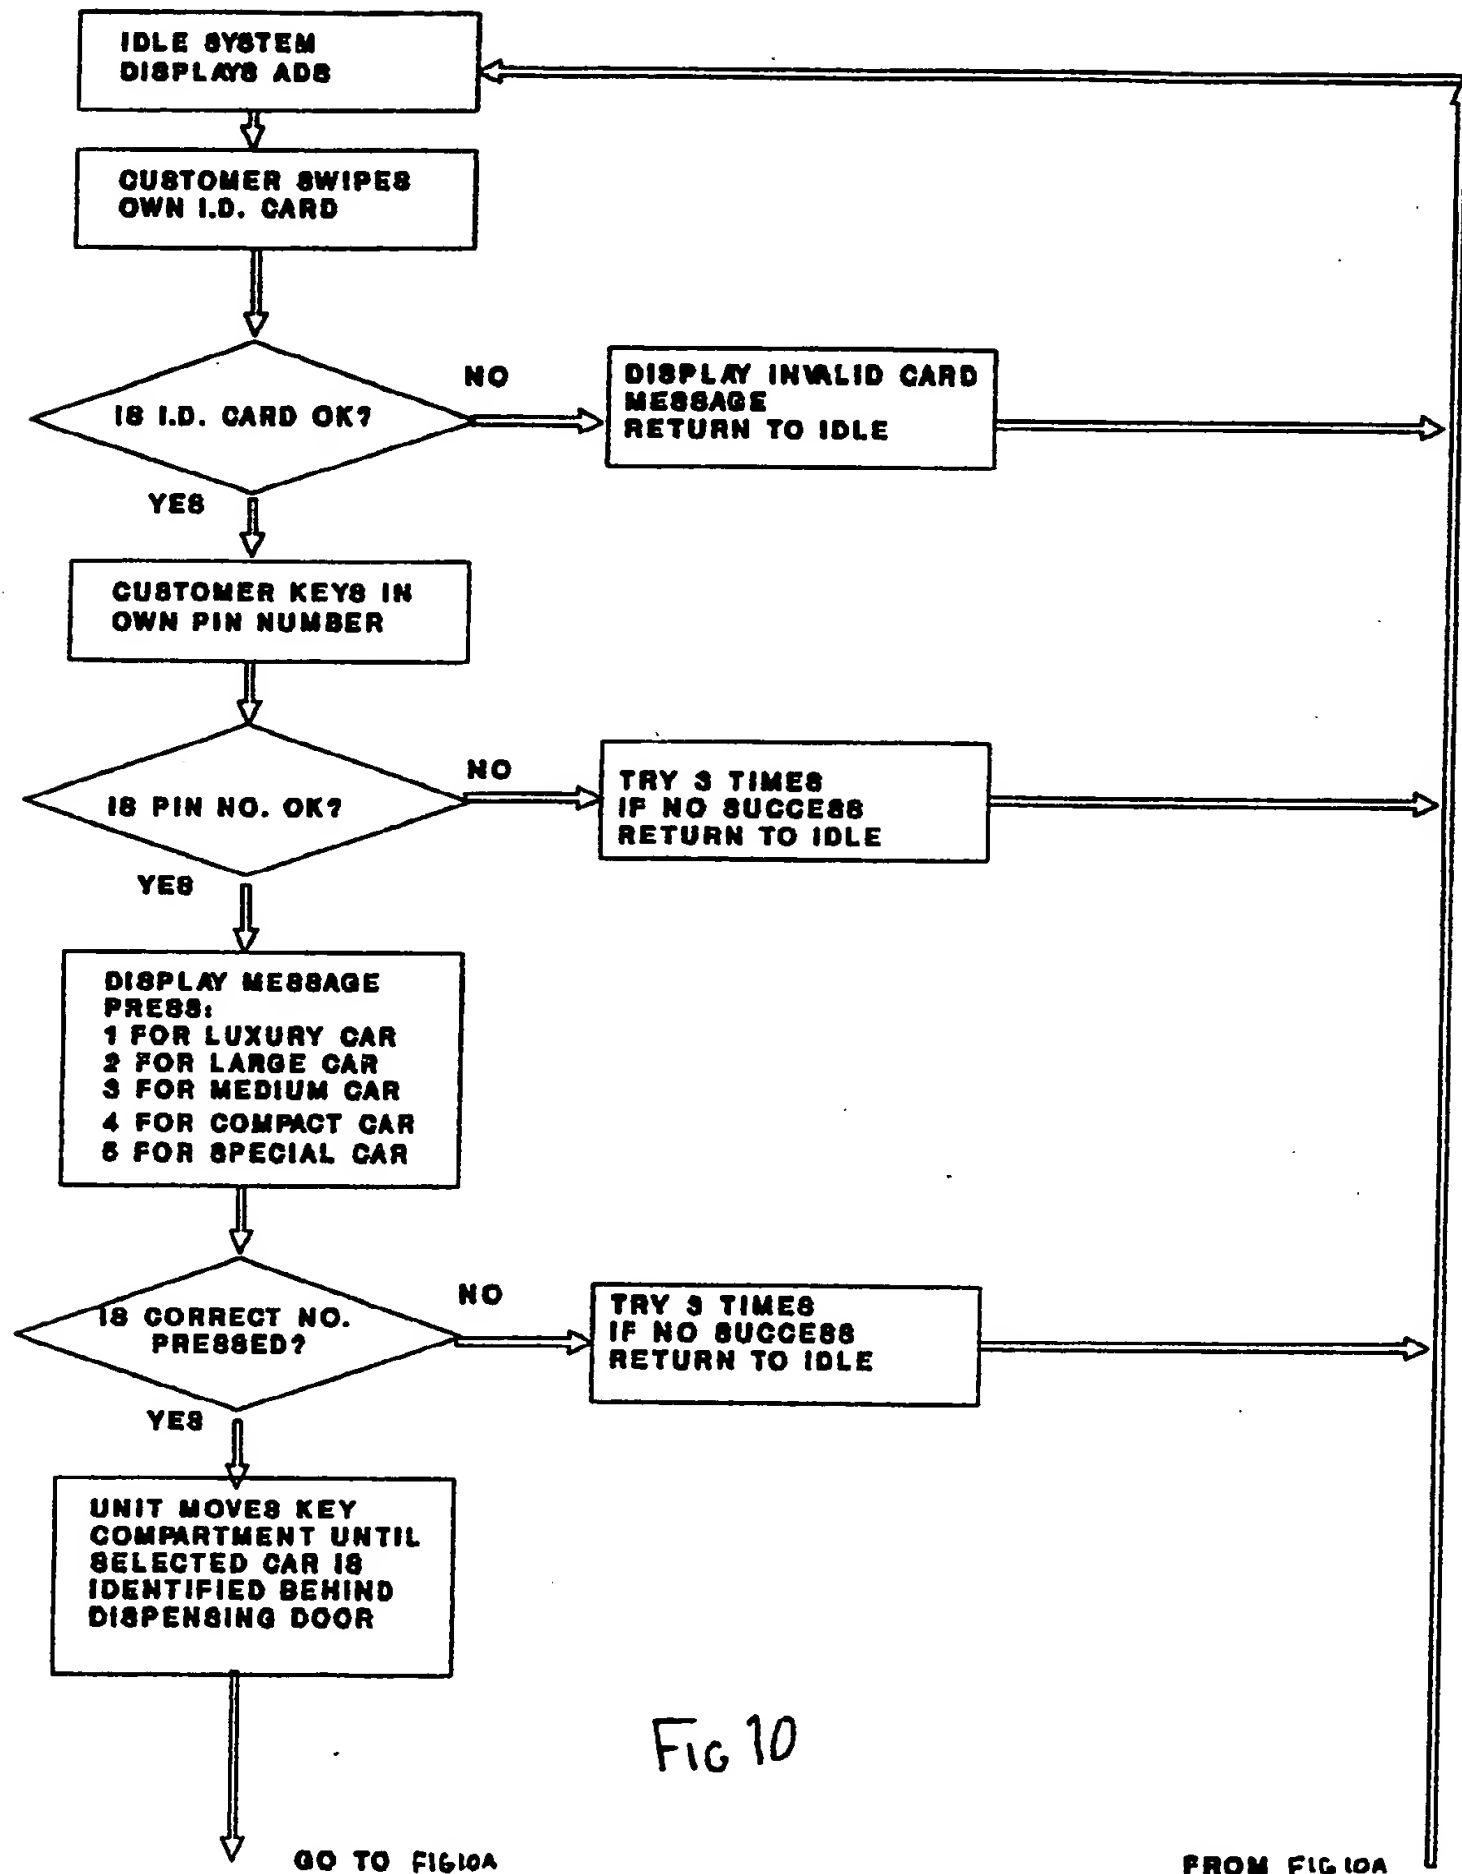 IDLE SYSTEM
DISPLAYS ADS
CUSTOMER SWIPES
OWN I.D. CARD
IS I.D. CARD OK?
NO
DISPLAY INVALID CARD
MESSAGE
RETURN TO IDLE
YES
CUSTOMER KEYS IN
OWN PIN NUMBER
IS PIN NO. OK?
NO
TRY 3 TIMES
IF NO SUCCESS
RETURN TO IDLE
YES
DISPLAY MESSAGE
PRESS:
1 FOR LUXURY CAR
2 FOR LARGE CAR
3 FOR MEDIUM CAR
4 FOR COMPACT CAR
5 FOR SPECIAL CAR
IS CORRECT NO.
PRESSED?
NO
TRY 3 TIMES
IF NO SUCCESS
RETURN TO IDLE
YES
UNIT MOVES KEY
COMPARTMENT UNTIL
SELECTED CAR IS
IDENTIFIED BEHIND
DISPENSING DOOR
FIG 10
GO TO FIG10A
FROM FIG 10A